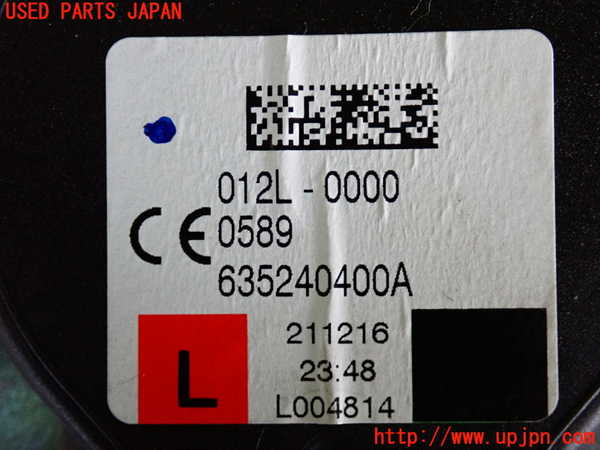 USED PARTS JAPAN
012L-0000
CE 0589
635240400A
L
211216
23:48
L004814
http://www.upjpn.com/